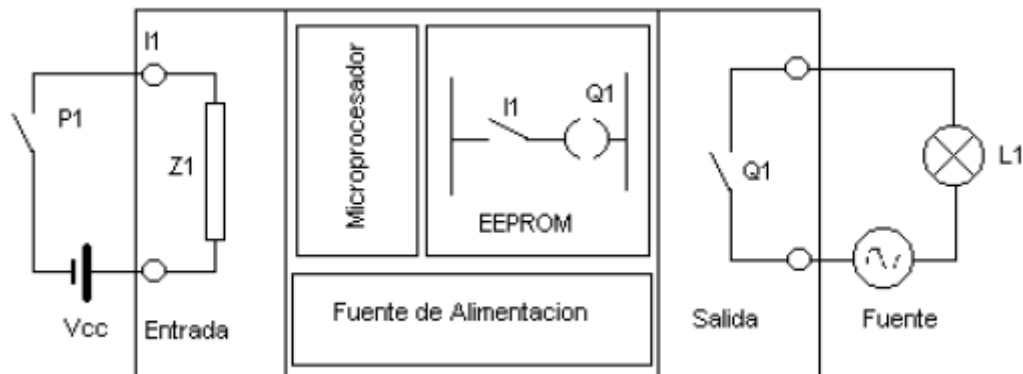 I1
P1
Z1
Vcc
Entrada
Microprocesador
I1
Q1
EEPROM
Fuente de Alimentacion
Q1
Salida
L1
Fuente